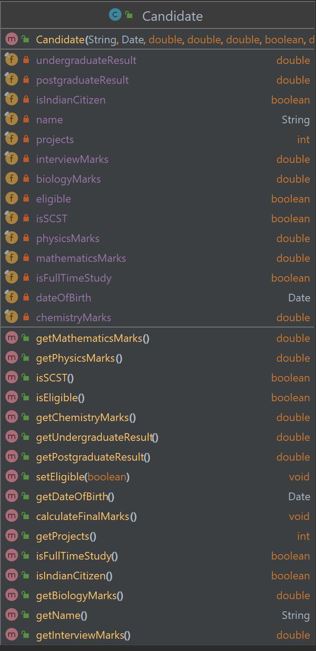 Candidate
Candidate(String, Date, double, double, double, boolean, d
undergraduateResult double
postgraduateResult double
isIndianCitizen boolean
name String
projects int
interviewMarks double
biologyMarks double
eligible boolean
isSCST boolean
physicsMarks double
mathematicsMarks double
isFullTimeStudy boolean
dateOfBirth Date
chemistryMarks double
getMathematicsMarks() double
getPhysicsMarks() double
isSCST() boolean
isEligible() boolean
getChemistryMarks() double
getUndergraduateResult() double
getPostgraduateResult() double
setEligible(boolean) void
getDateOfBirth() Date
calculateFinalMarks() void
getProjects() int
isFullTimeStudy() boolean
isIndianCitizen() boolean
getBiologyMarks() double
getName() String
getInterviewMarks() double